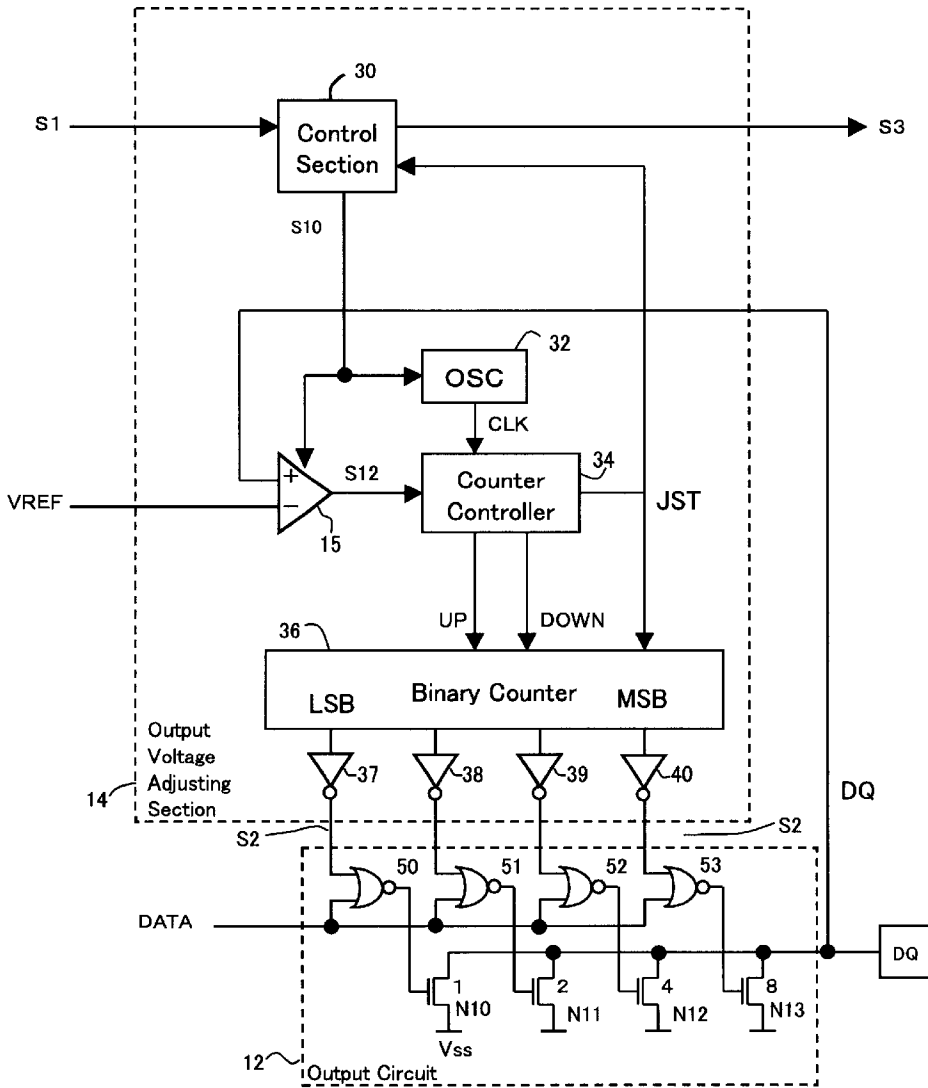 30
S1
Control
Section
S3
S10
32
OSC
CLK
34
+
S12
Counter
Controller
JST
VREF
−
15
UP
DOWN
36
Binary Counter
LSB
MSB
Output
Voltage
Adjusting
Section
14
37
38
39
40
DQ
S2
S2
50
51
52
53
DATA
DQ
1
2
4
8
N10
N11
N12
N13
Vss
12
Output Circuit